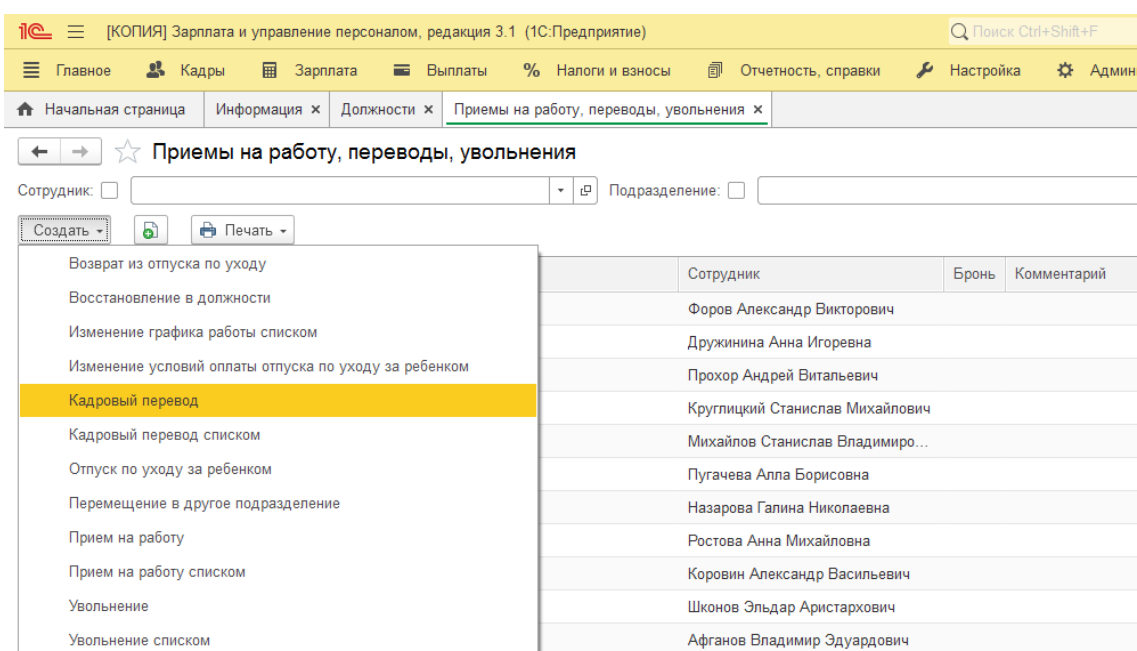 1С [КОПИЯ] Зарплата и управление персоналом, редакция 3.1 (1С:Предприятие) Поиск Ctrl+Shift+F
Главное Кадры Зарплата Выплаты % Налоги и взносы Отчетность, справки Настройка Админ
Начальная страница Информация × Должности × Приемы на работу, переводы, увольнения ×
Приемы на работу, переводы, увольнения
Сотрудник: Подразделение:
Создать Печать
Сотрудник Бронь Комментарий
Возврат из отпуска по уходу
Восстановление в должности
Изменение графика работы списком
Изменение условий оплаты отпуска по уходу за ребенком
Кадровый перевод
Кадровый перевод списком
Отпуск по уходу за ребенком
Перемещение в другое подразделение
Прием на работу
Прием на работу списком
Увольнение
Увольнение списком
Форов Александр Викторович
Дружинина Анна Игоревна
Прохор Андрей Витальевич
Круглицкий Станислав Михайлович
Михайлов Станислав Владимиро...
Пугачева Алла Борисовна
Назарова Галина Николаевна
Ростова Анна Михайловна
Коровин Александр Васильевич
Шконов Эльдар Аристархович
Афганов Владимир Эдуардович